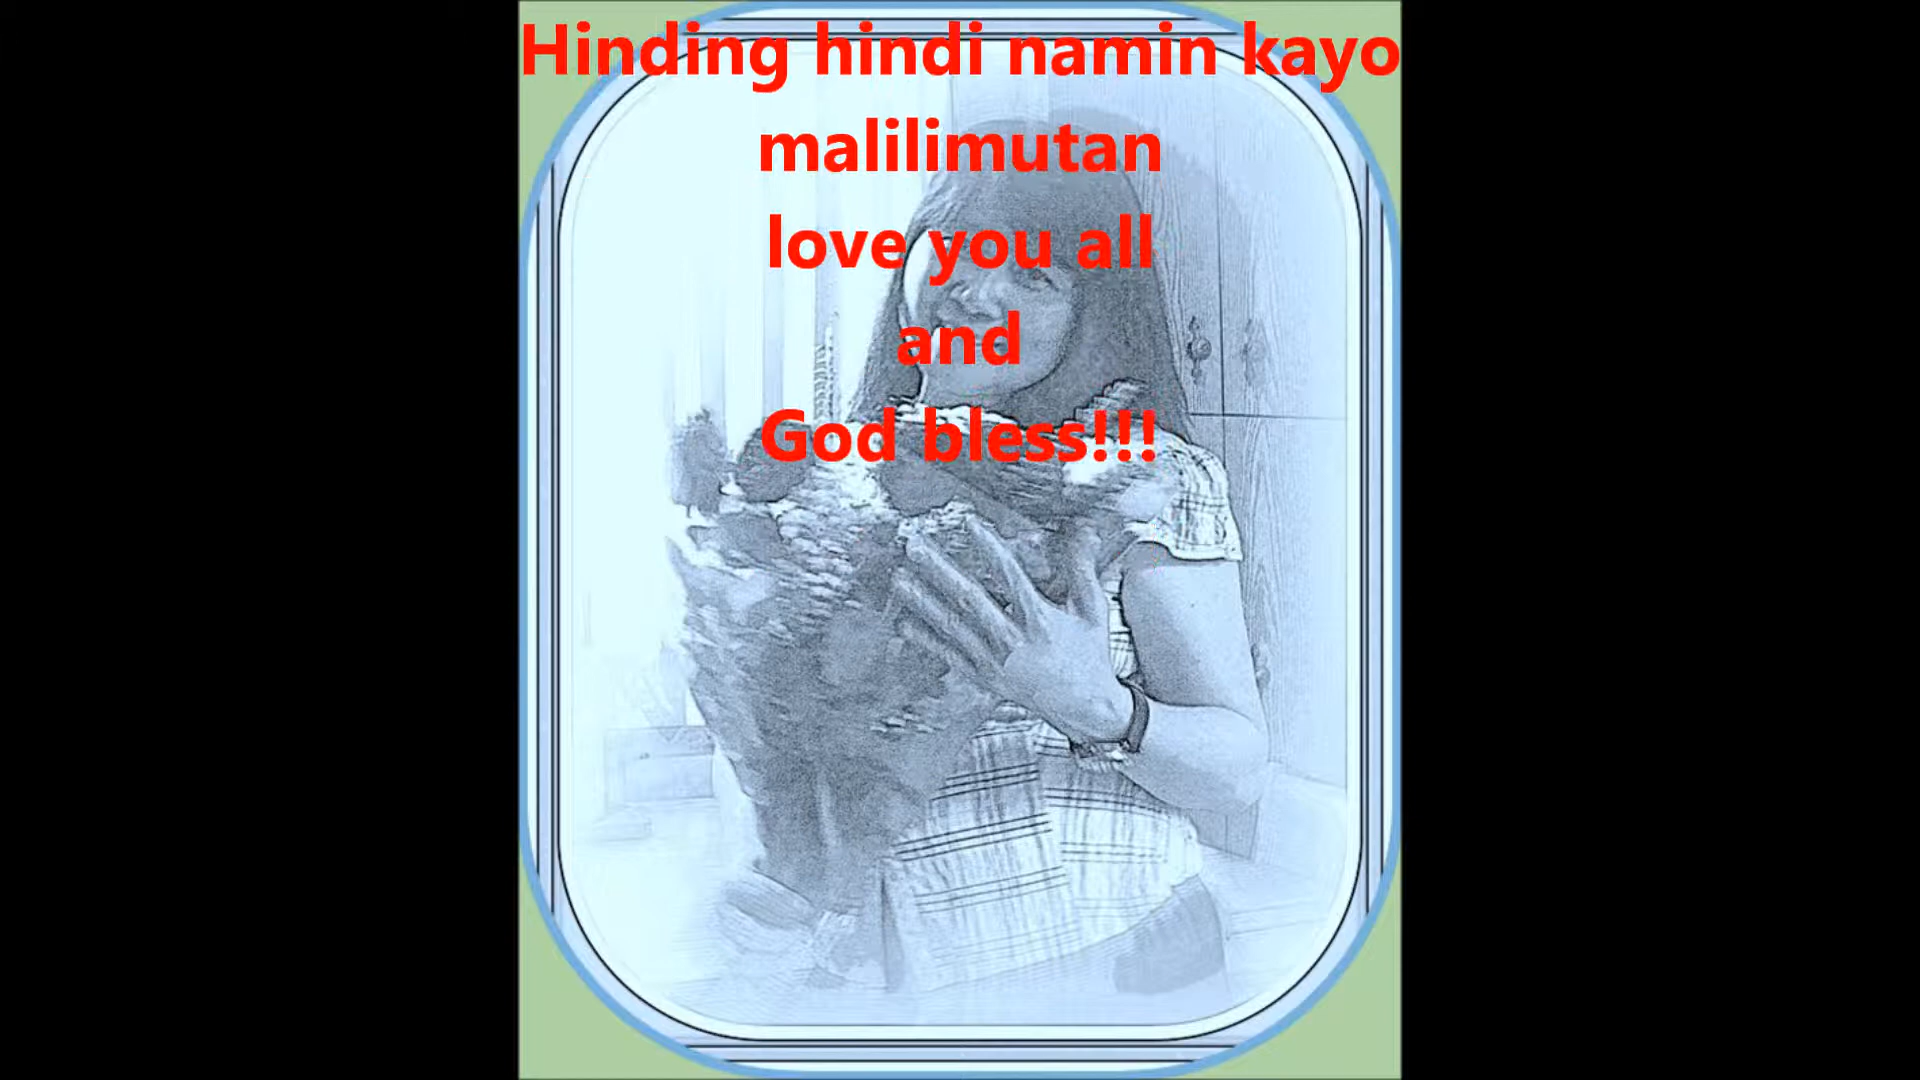 Hinding hindi namin kayo
malilimutan
love you all
and
God bless!!!